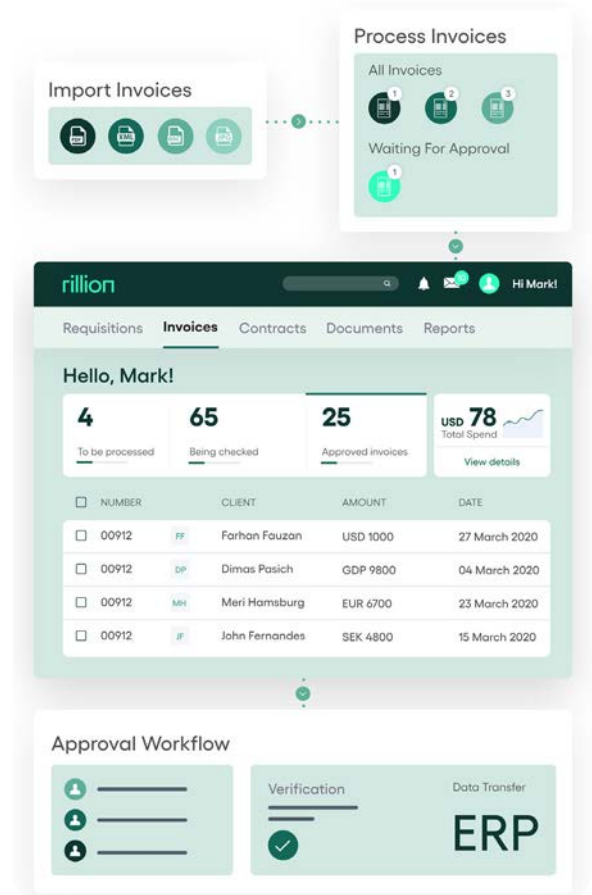 Process Invoices
All Invoices
1
2
3
Waiting For Approval
1
Import Invoices
PDF
XML
rillion
Hi Mark!
Requisitions Invoices Contracts Documents Reports
Hello, Mark!
4 65 25 USD 78
To be processed Being checked Approved invoices Total Spend
View details
NUMBER CLIENT AMOUNT DATE
00912 FF Farhan Fauzan USD 1000 27 March 2020
00912 DP Dimas Pasich GDP 9800 04 March 2020
00912 MH Meri Hamsburg EUR 6700 23 March 2020
00912 JF John Fernandes SEK 4800 15 March 2020
Approval Workflow
Verification Data Transfer
ERP